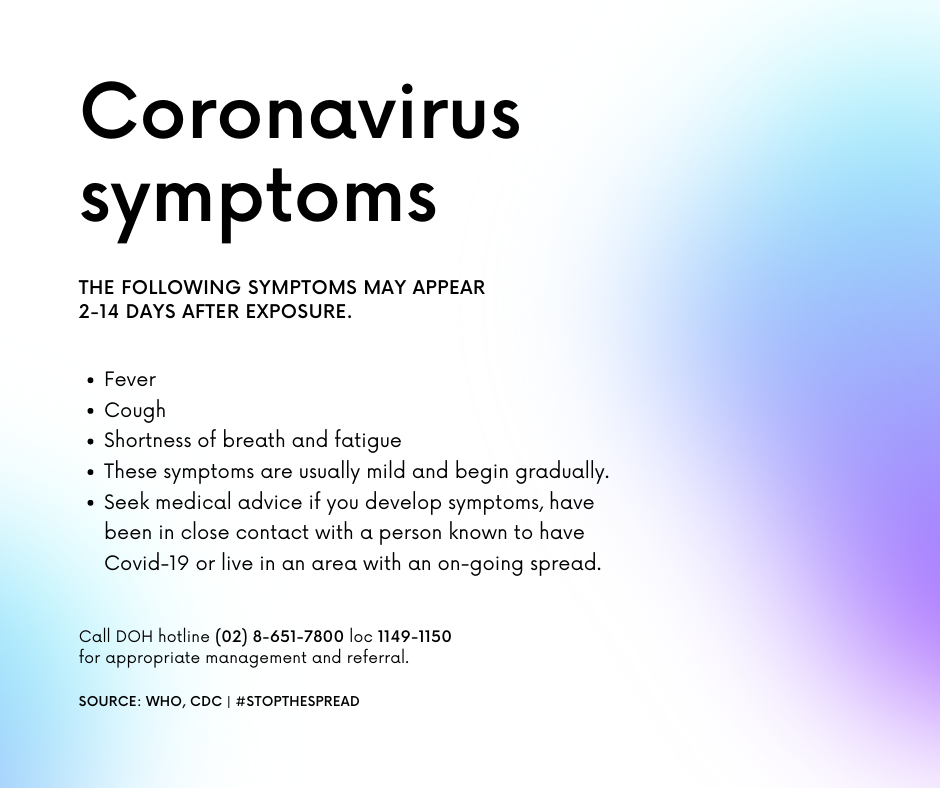 Coronavirus
symptoms
THE FOLLOWING SYMPTOMS MAY APPEAR
2-14 DAYS AFTER EXPOSURE.
• Fever
• Cough
• Shortness of breath and fatigue
• These symptoms are usually mild and begin gradually.
• Seek medical advice if you develop symptoms, have
been in close contact with a person known to have
Covid-19 or live in an area with an on-going spread.
Call DOH hotline (02) 8-651-7800 loc 1149-1150
for appropriate management and referral.
SOURCE: WHO, CDC | #STOPTHESPREAD